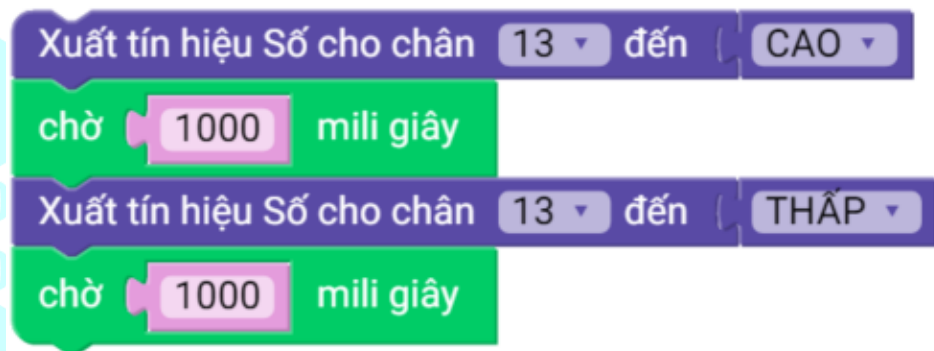 Xuất tín hiệu Số cho chân 13 đến CAO
chờ 1000 mili giây
Xuất tín hiệu Số cho chân 13 đến THẤP
chờ 1000 mili giây